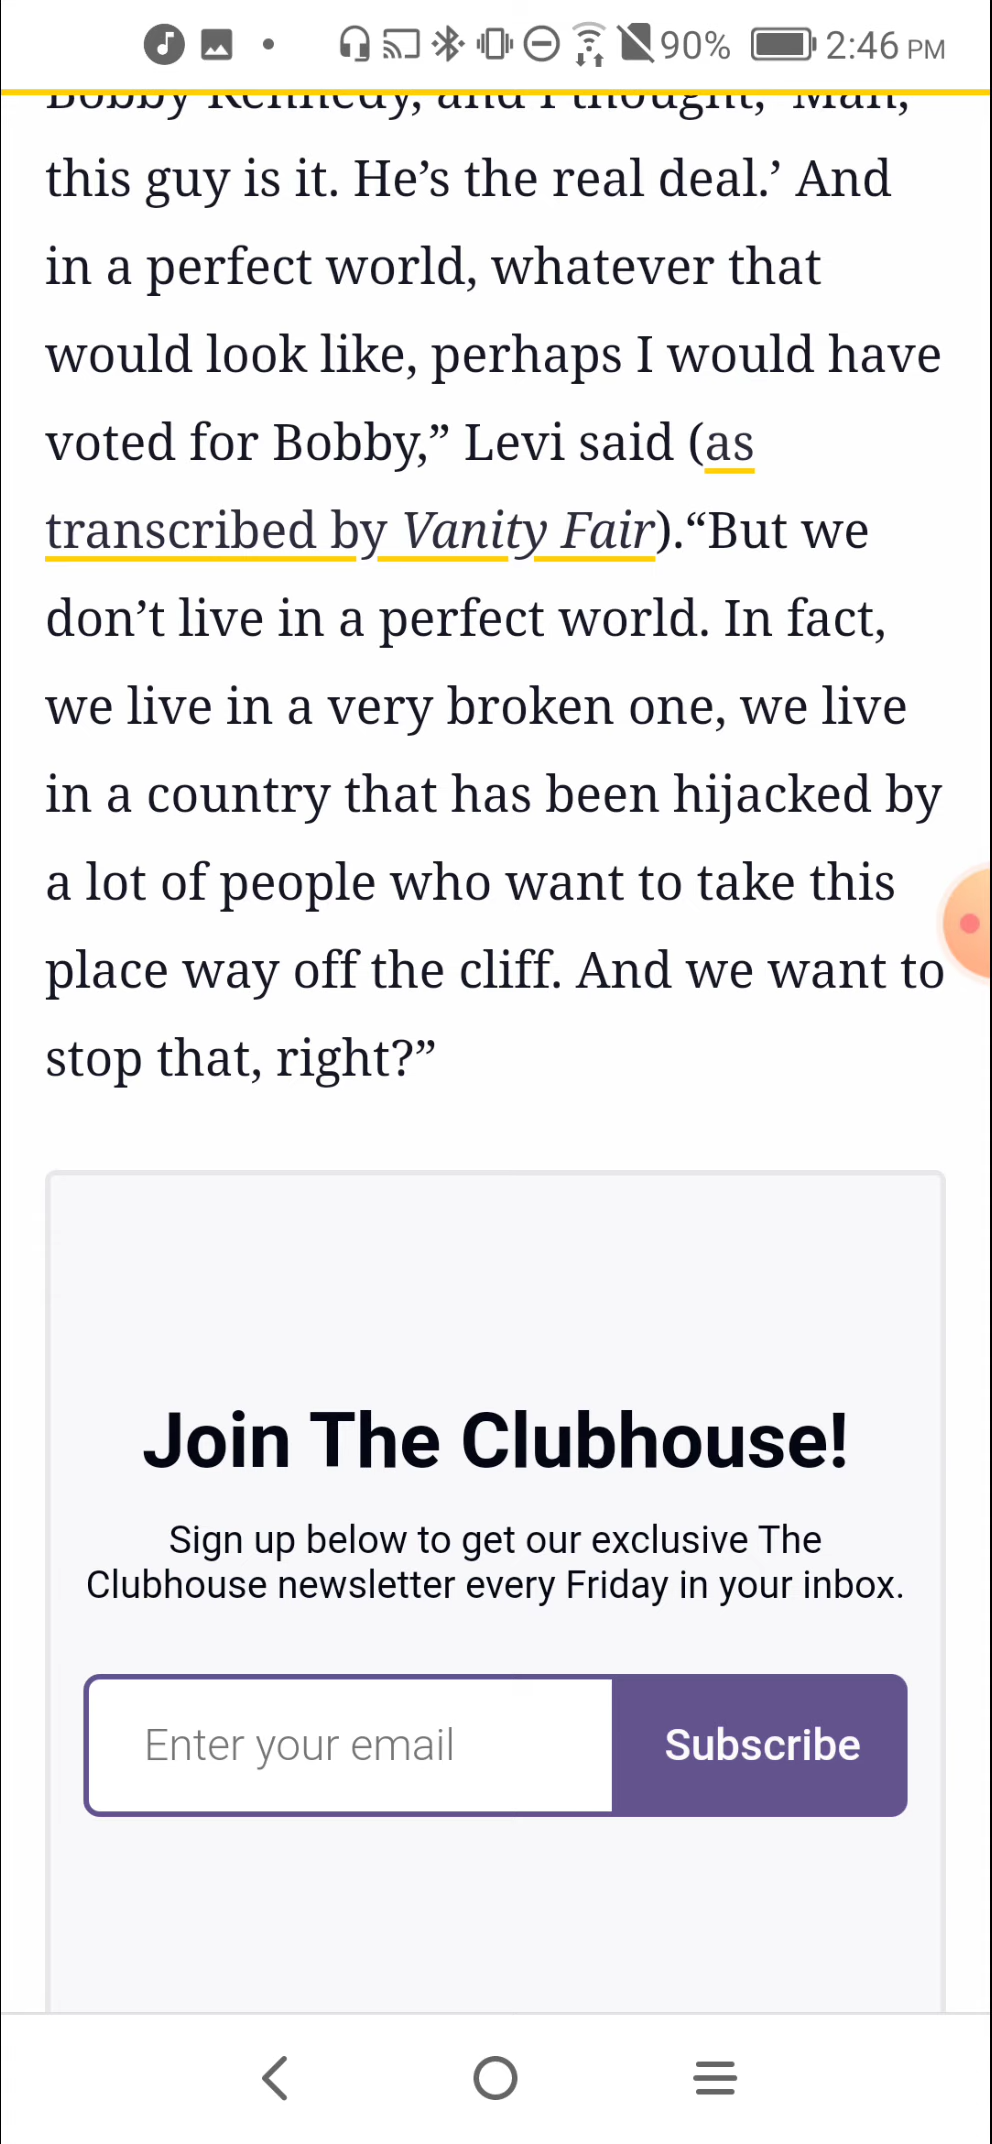 90% 2:46 PM
Bobby Kennedy, and I thought, ‘Man,
this guy is it. He’s the real deal.’ And
in a perfect world, whatever that
would look like, perhaps I would have
voted for Bobby,” Levi said (as
transcribed by Vanity Fair).“But we
don’t live in a perfect world. In fact,
we live in a very broken one, we live
in a country that has been hijacked by
a lot of people who want to take this
place way off the cliff. And we want to
stop that, right?”
Join The Clubhouse!
Sign up below to get our exclusive The
Clubhouse newsletter every Friday in your inbox.
Enter your email
Subscribe